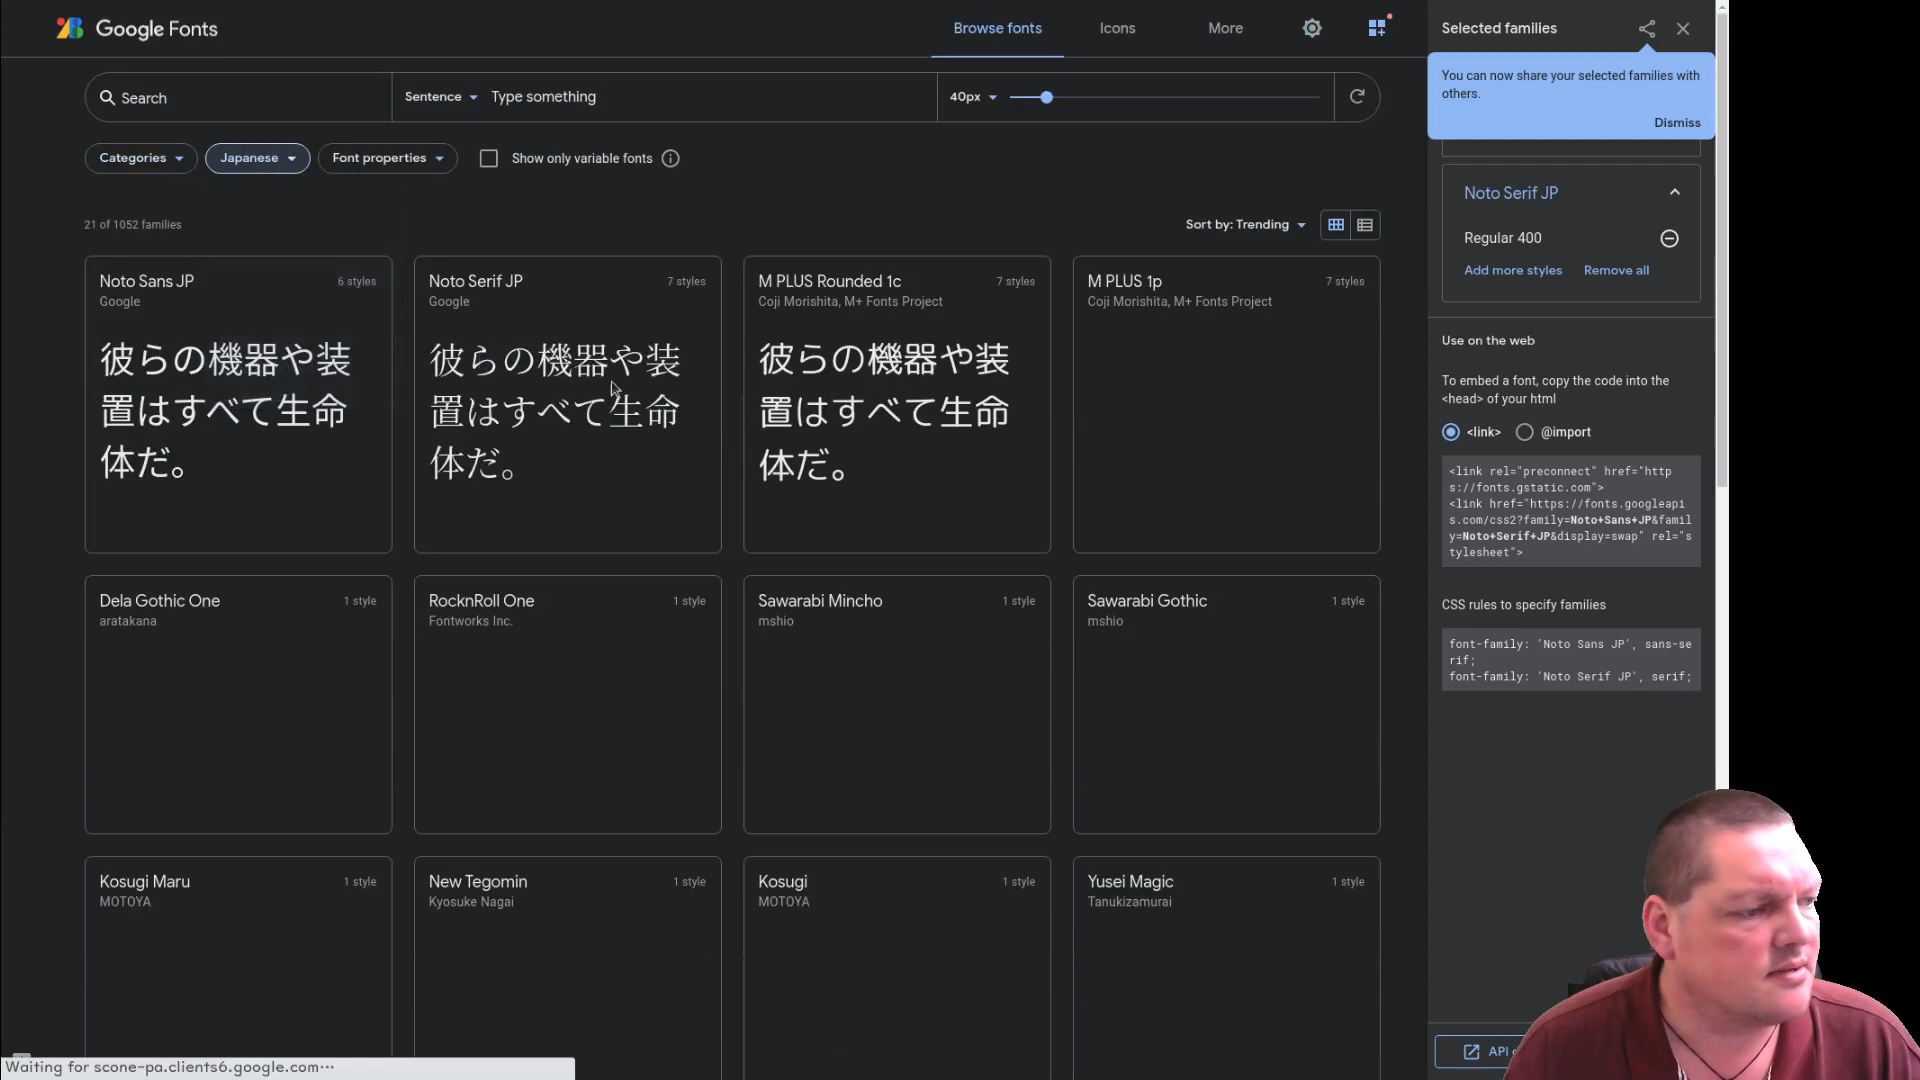 Google Fonts
Browse fonts
Icons
More
Search
Sentence
Type something
40px
Categories
Japanese
Font properties
Show only variable fonts
21 of 1052 families
Sort by: Trending
Noto Sans JP
6 styles
Google
彼らの機器や装
置はすべて生命
体だ。
Noto Serif JP
7 styles
Google
彼らの機器や装
置はすべて生命
体だ。
M PLUS Rounded 1c
7 styles
Coji Morishita, M+ Fonts Project
彼らの機器や装
置はすべて生命
体だ。
M PLUS 1p
7 styles
Coji Morishita, M+ Fonts Project
Dela Gothic One
1 style
aratakana
RocknRoll One
1 style
Fontworks Inc.
Sawarabi Mincho
1 style
mshio
Sawarabi Gothic
1 style
mshio
Kosugi Maru
1 style
MOTOYA
New Tegomin
1 style
Kyosuke Nagai
Kosugi
1 style
MOTOYA
Yusei Magic
1 style
Tanukizamurai
Waiting for scone-pa.clients6.google.com…
Selected families
You can now share your selected families with
others.
Dismiss
Noto Serif JP
Regular 400
Add more styles
Remove all
Use on the web
To embed a font, copy the code into the
<head> of your html
<link>
@import
<link rel="preconnect" href="http
s://fonts.gstatic.com">
<link href="https://fonts.googleapi
s.com/css2?family=Noto+Sans+JP&famil
y=Noto+Serif+JP&display=swap" rel="s
tylesheet">
CSS rules to specify families
font-family: 'Noto Sans JP', sans-se
rif;
font-family: 'Noto Serif JP', serif;
API